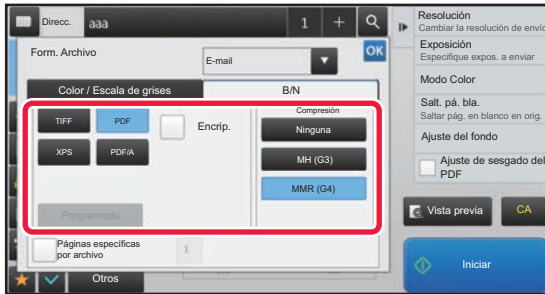 Direcc.
aaa
1
Form. Archivo
E-mail
OK
Color / Escala de grises
B/N
TIFF
PDF
Encrip.
XPS
PDF/A
Programado
Compresión
Ninguna
MH (G3)
MMR (G4)
Páginas específicas
por archivo
1
Otros
Resolución
Cambiar la resolución de envío
Exposición
Especifique expos. a enviar
Modo Color
Salt. pá. bla.
Saltar pág. en blanco en orig.
Ajuste del fondo
Ajuste de sesgado del
PDF
Vista previa
CA
Iniciar